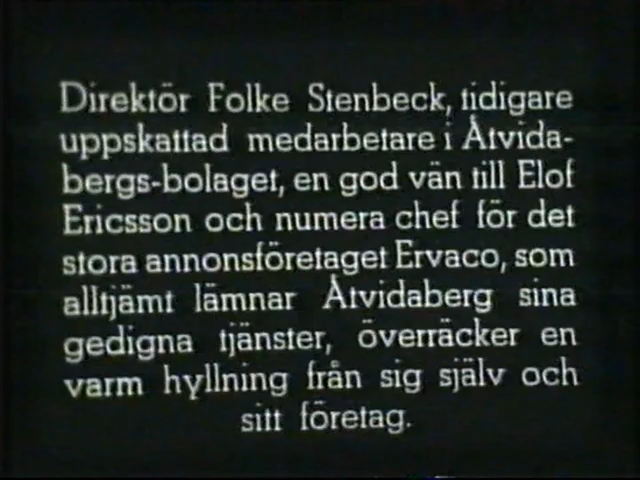 Direktör Folke Stenbeck, tidigare
uppskattad medarbetare i Åtvida-
bergs-bolaget, en god vän till Elof
Ericsson och numera chef för det
stora annonsföretaget Ervaco, som
alltjämt lämnar Åtvidaberg sina
gedigna tjänster, överräcker en
varm hyllning från sig själv och
sitt företag.